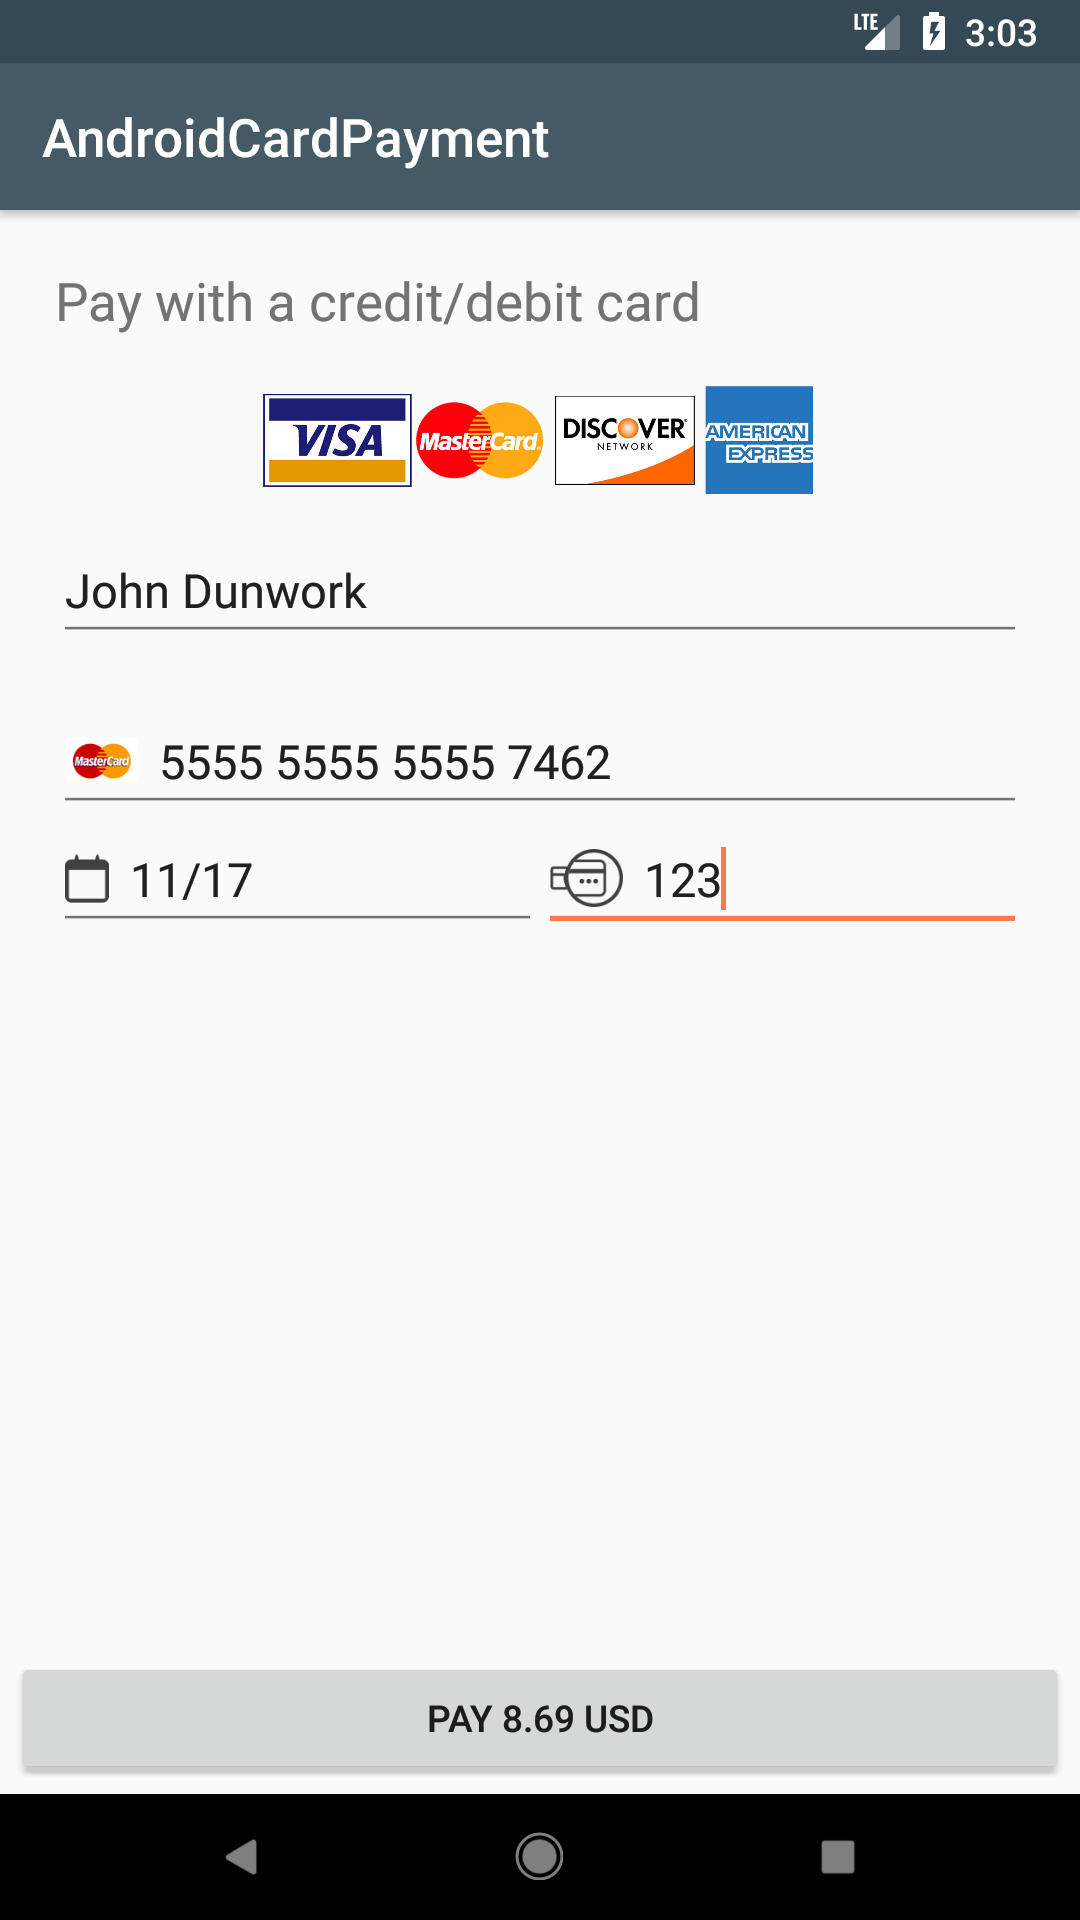 LTE 3:03
AndroidCardPayment
Pay with a credit/debit card
VISA MasterCard DISCOVER NETWORK AMERICAN EXPRESS
John Dunwork
MasterCard 5555 5555 5555 7462
11/17 123
PAY 8.69 USD